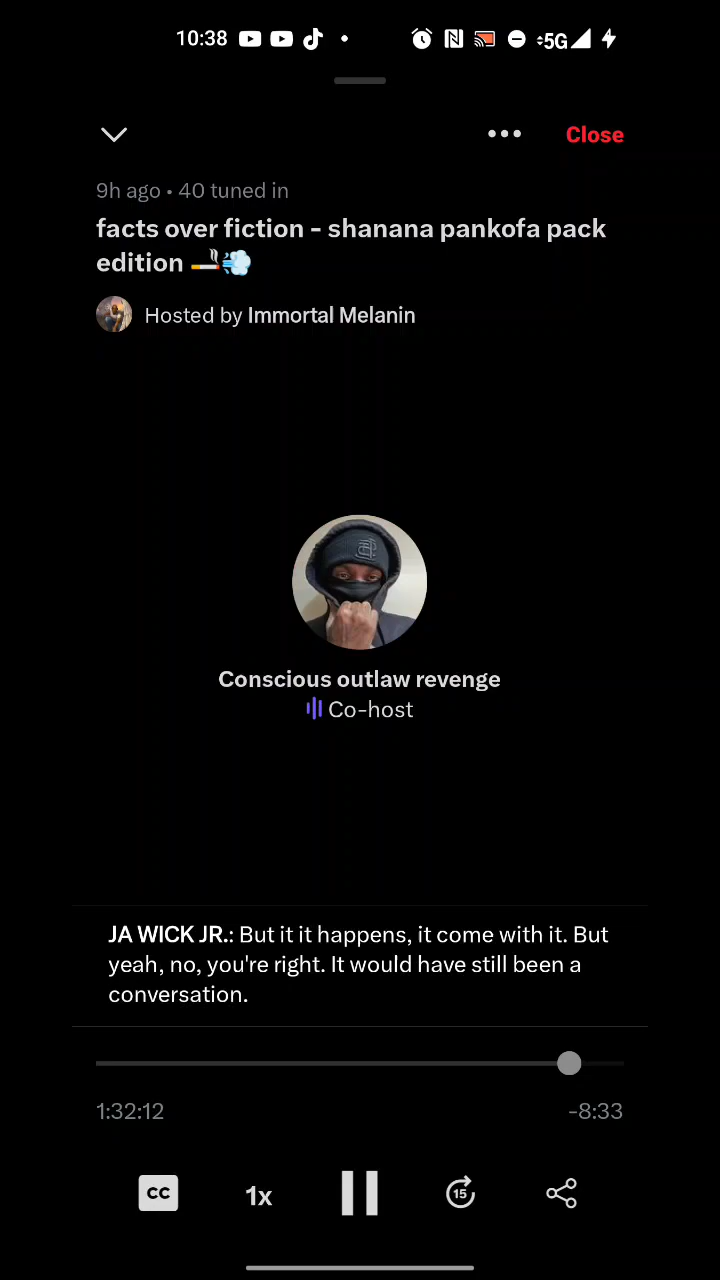 10:38 5G
Close
9h ago • 40 tuned in
facts over fiction - shanana pankofa pack
edition 🚬💨
Hosted by Immortal Melanin
Conscious outlaw revenge
Co-host
JA WICK JR.: But it it happens, it come with it. But
yeah, no, you're right. It would have still been a
conversation.
1:32:12 -8:33
CC 1x 15